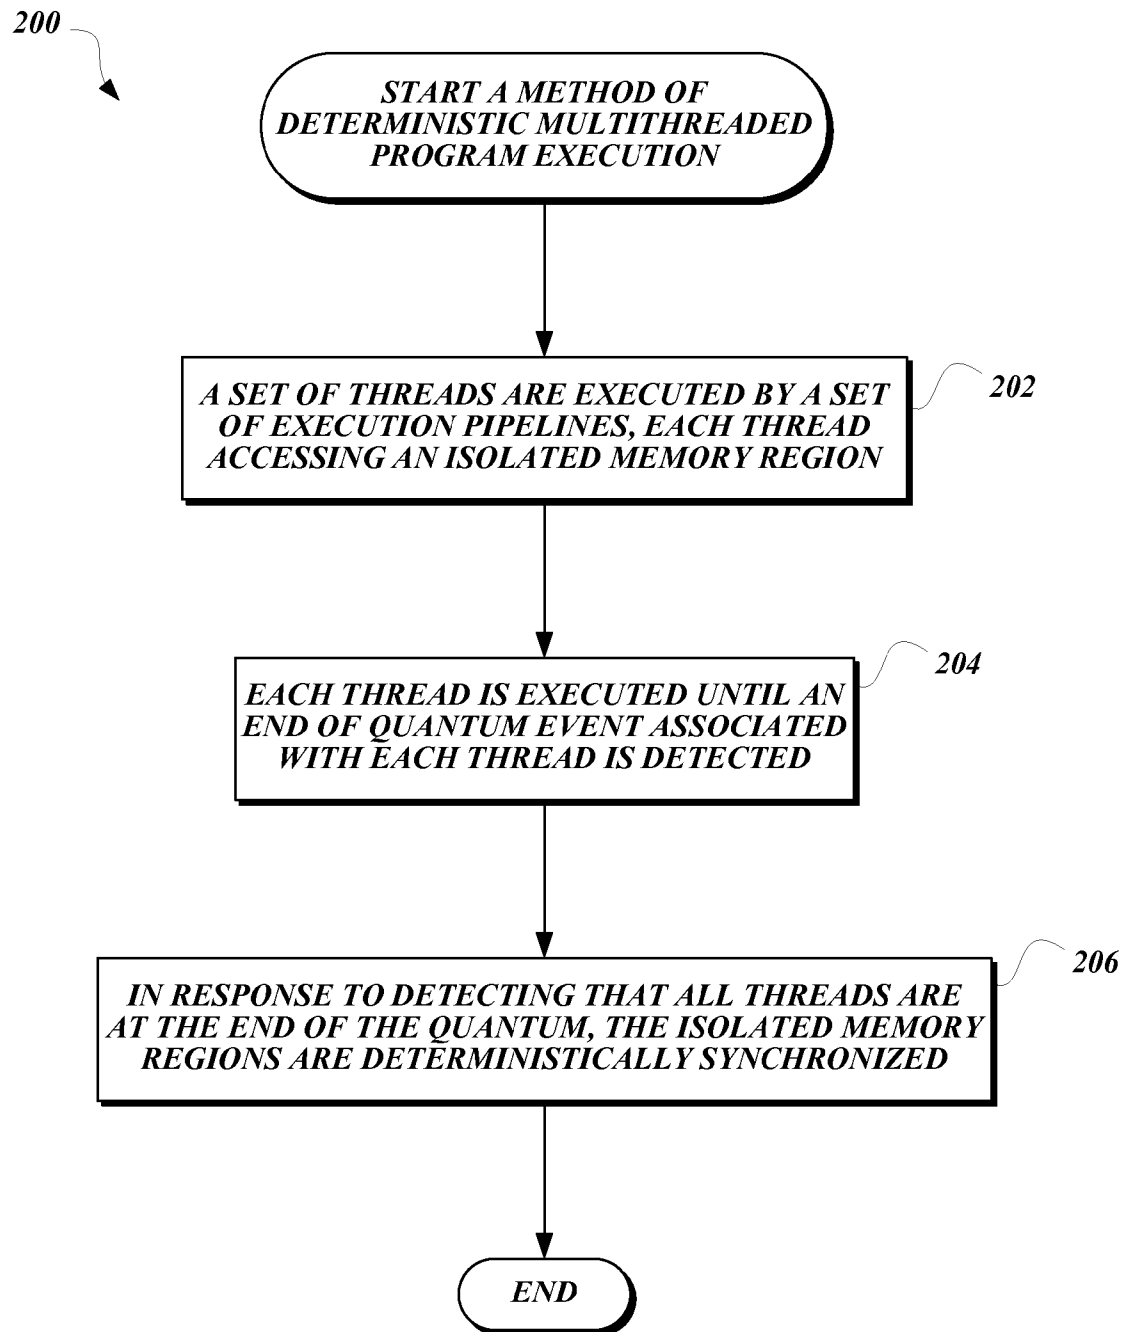 200
START A METHOD OF
DETERMINISTIC MULTITHREADED
PROGRAM EXECUTION
A SET OF THREADS ARE EXECUTED BY A SET
OF EXECUTION PIPELINES, EACH THREAD
ACCESSING AN ISOLATED MEMORY REGION
202
EACH THREAD IS EXECUTED UNTIL AN
END OF QUANTUM EVENT ASSOCIATED
WITH EACH THREAD IS DETECTED
204
IN RESPONSE TO DETECTING THAT ALL THREADS ARE
AT THE END OF THE QUANTUM, THE ISOLATED MEMORY
REGIONS ARE DETERMINISTICALLY SYNCHRONIZED
206
END